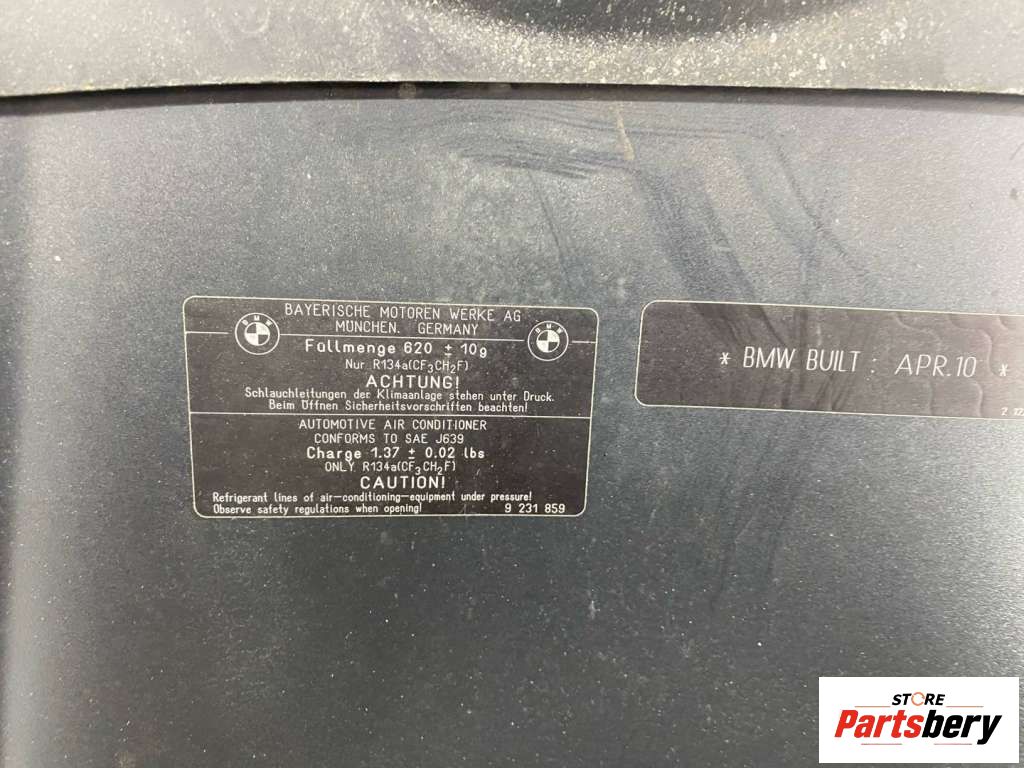 BAYERISCHE MOTOREN WERKE AG
MÜNCHEN. GERMANY
BMW
BMW
Füllmenge 620 ± 10g
Nur R134a(CF3CH2F)
ACHTUNG!
Schlauchleitungen der Klimaanlage stehen unter Druck.
Beim Öffnen Sicherheitsvorschriften beachten!
AUTOMOTIVE AIR CONDITIONER
CONFORMS TO SAE J639
Charge 1.37 ± 0.02 lbs
ONLY R134a(CF3CH2F)
CAUTION!
Refrigerant lines of air-conditioning-equipment under pressure!
Observe safety regulations when opening!
9 231 859
* BMW BUILT : APR.10 *
STORE
Partsbery